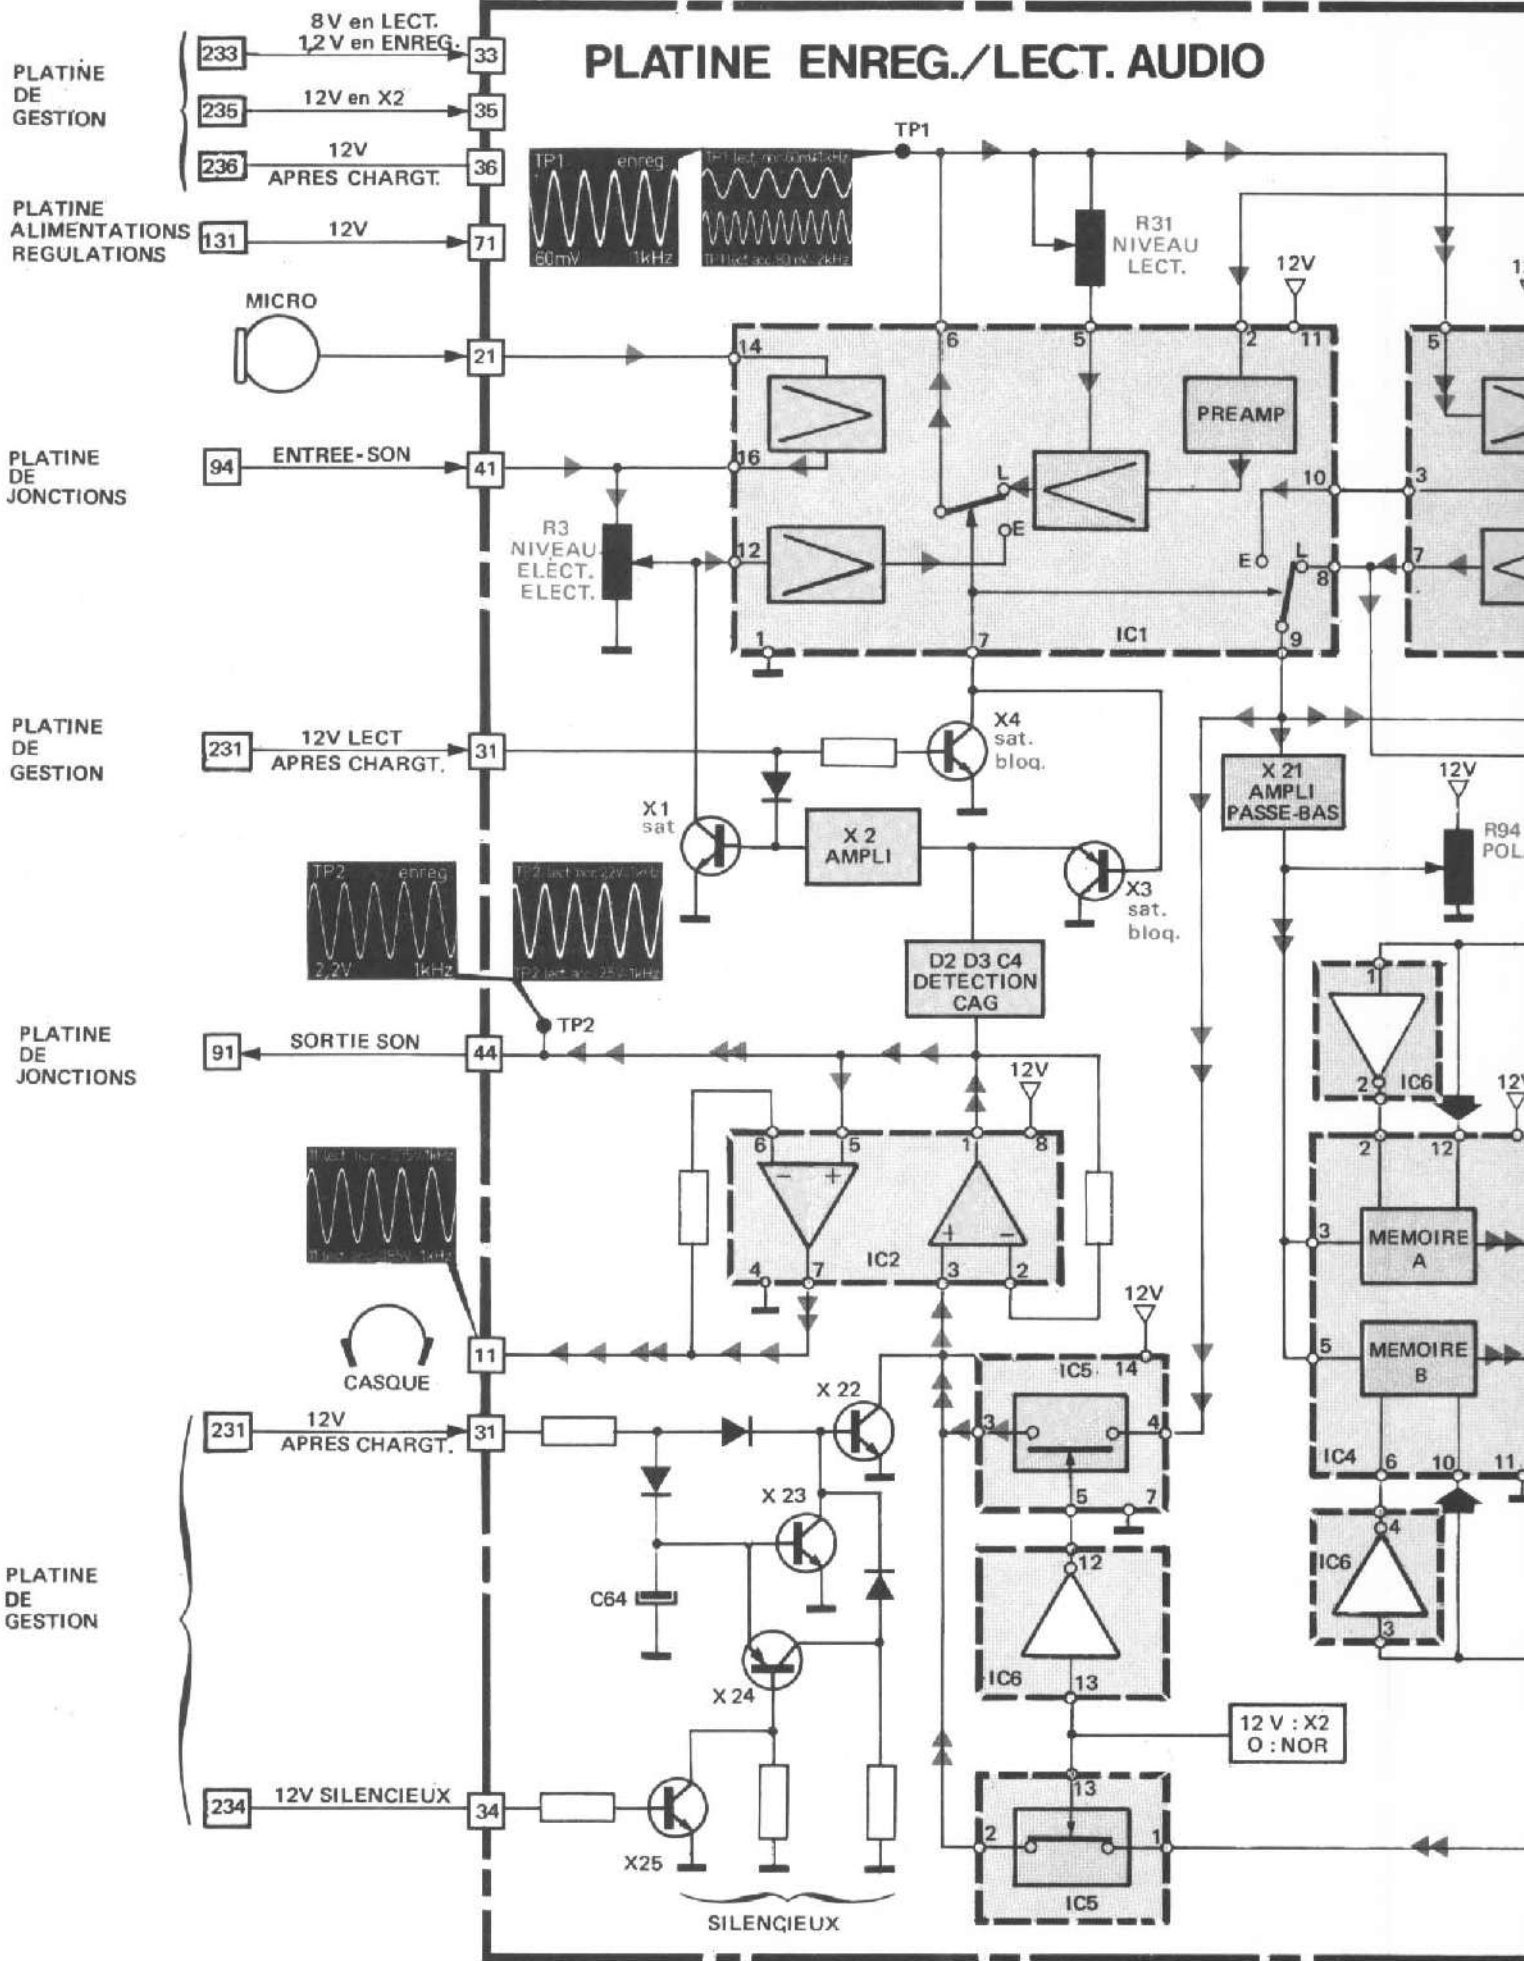 PLATINE ENREG./LECT. AUDIO
PLATINE
DE
GESTION
233
8V en LECT.
1,2 V en ENREG.
33
235
12V en X2
35
236
12V
APRES CHARGT.
36
PLATINE
ALIMENTATIONS
REGULATIONS
131
12V
71
MICRO
21
PLATINE
DE
JONCTIONS
94
ENTREE-SON
41
TP1 enreg
60mV 1kHz
TP1
R31
NIVEAU
LECT.
12V
14
6
5
2
11
5
PREAMP
16
L
10
3
R3
NIVEAU
ELECT.
ELECT.
12
E
E
L
8
7
1
7
IC1
9
PLATINE
DE
GESTION
231
12V LECT
APRES CHARGT.
31
X4
sat.
bloq.
X 21
AMPLI
PASSE-BAS
12V
R94
POL.
X1
sat
X 2
AMPLI
X3
sat.
bloq.
TP2 enreg
2,2V 1kHz
D2 D3 C4
DETECTION
CAG
1
2
IC6
12V
PLATINE
DE
JONCTIONS
91
SORTIE SON
44
TP2
12V
6
5
1
8
− +
+ −
IC2
4
7
3
2
2
12
3
MEMOIRE
A
5
MEMOIRE
B
IC4
6
10
11
CASQUE
11
12V
IC5
14
3
4
5
7
231
12V
APRES CHARGT.
31
X 22
X 23
C64
X 24
4
IC6
3
12
IC6
13
PLATINE
DE
GESTION
12 V : X2
O : NOR
234
12V SILENCIEUX
34
X25
13
2
1
IC5
SILENCIEUX